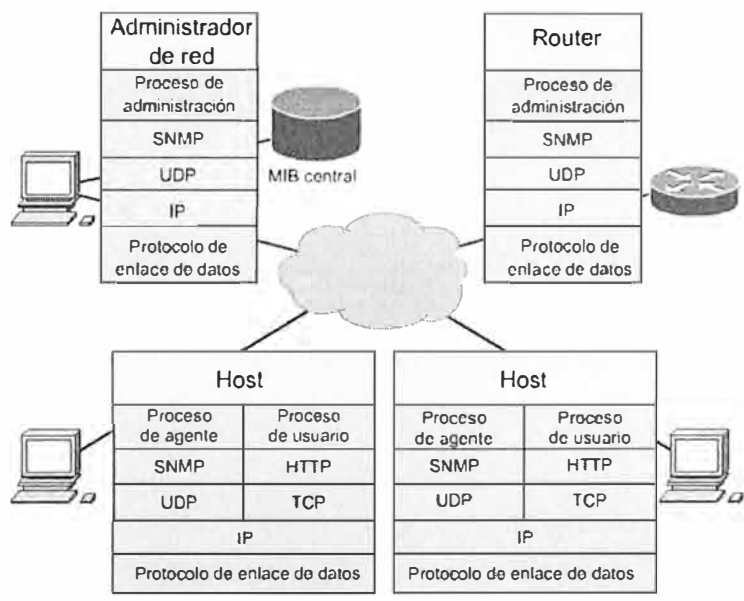 Administrador
de red
Proceso de
administración
SNMP
UDP
IP
Protocolo de
enlace de datos
MIB central
Router
Proceso de
administración
SNMP
UDP
IP
Protocolo de
enlace de datos
Host
Proceso
de agente
Proceso
de usuario
SNMP
HTTP
UDP
TCP
IP
Protocolo de enlace de datos
Host
Proceso
de agente
Proceso
de usuario
SNMP
HTTP
UDP
TCP
IP
Protocolo de enlace de datos